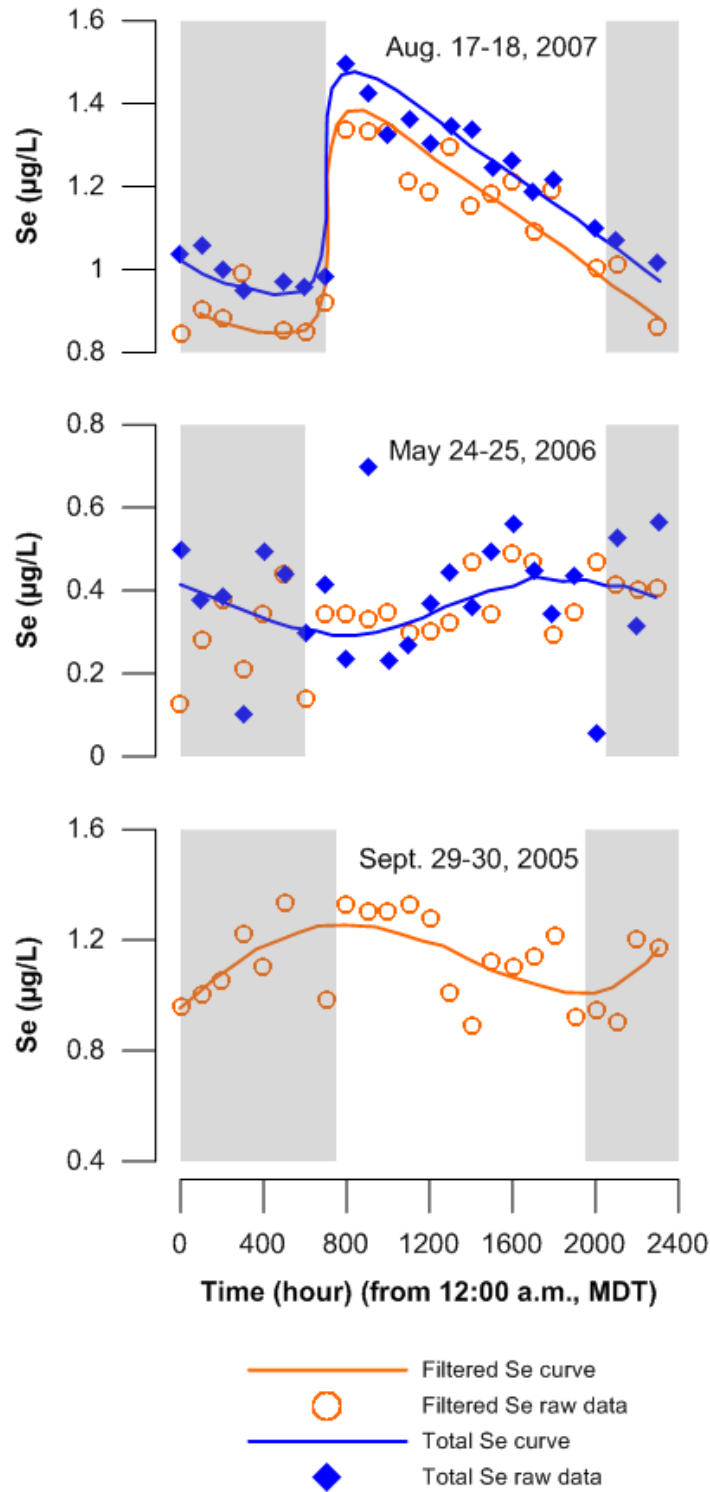 Aug. 17-18, 2007
1.6
1.4
1.2
1
0.8
Se (µg/L)
May 24-25, 2006
0.8
0.6
0.4
0.2
0
Se (µg/L)
Sept. 29-30, 2005
1.6
1.2
0.8
0.4
Se (µg/L)
0 400 800 1200 1600 2000 2400
Time (hour) (from 12:00 a.m., MDT)
Filtered Se curve
Filtered Se raw data
Total Se curve
Total Se raw data